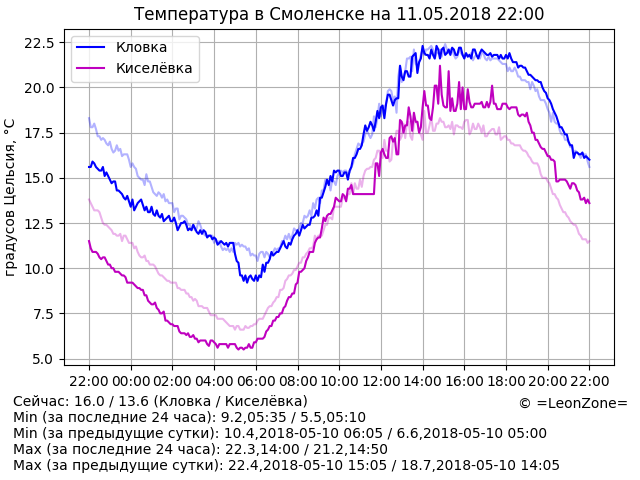 Температура в Смоленске на 11.05.2018 22:00
градусов Цельсия, °C
22.5
20.0
17.5
15.0
12.5
10.0
7.5
5.0
Кловка
Киселёвка
22:00 00:00 02:00 04:00 06:00 08:00 10:00 12:00 14:00 16:00 18:00 20:00 22:00
Сейчас: 16.0 / 13.6 (Кловка / Киселёвка)
© =LeonZone=
Min (за последние 24 часа): 9.2,05:35 / 5.5,05:10
Min (за предыдущие сутки): 10.4,2018-05-10 06:05 / 6.6,2018-05-10 05:00
Max (за последние 24 часа): 22.3,14:00 / 21.2,14:50
Max (за предыдущие сутки): 22.4,2018-05-10 15:05 / 18.7,2018-05-10 14:05